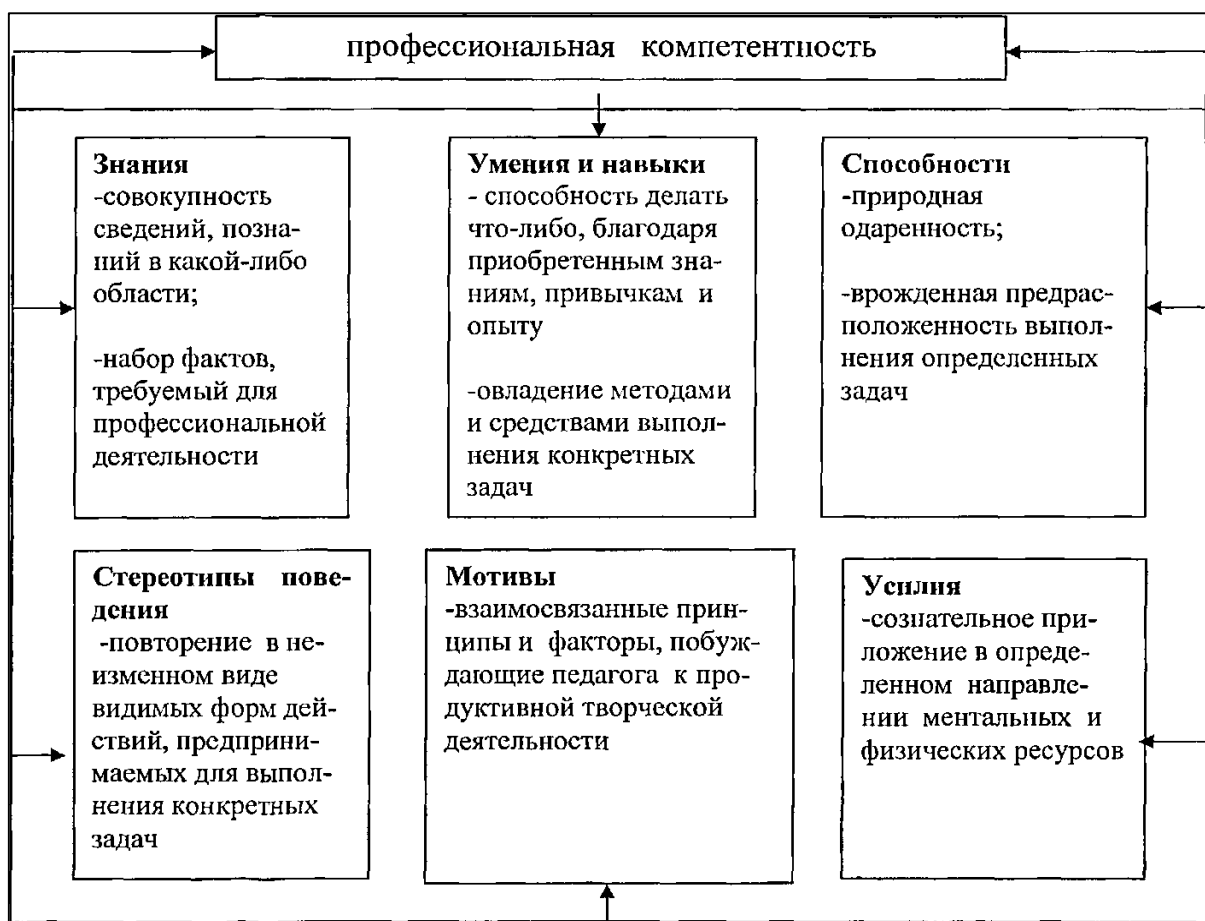 профессиональная компетентность
Знания
-совокупность
сведений, позна-
ний в какой-либо
области;
-набор фактов,
требуемый для
профессиональной
деятельности
Умения и навыки
- способность делать
что-либо, благодаря
приобретенным зна-
ниям, привычкам и
опыту
-овладение методами
и средствами выпол-
нения конкретных
задач
Способности
-природная
одаренность;
-врожденная предрас-
положенность выпол-
нения определенных
задач
Стереотипы пове-
дения
-повторение в не-
изменном виде
видимых форм дей-
ствий, предприни-
маемых для выпол-
нения конкретных
задач
Мотивы
-взаимосвязанные прин-
ципы и факторы, побуж-
дающие педагога к про-
дуктивной творческой
деятельности
Усилия
-сознательное при-
ложение в опреде-
ленном направле-
нии ментальных и
физических ресурсов